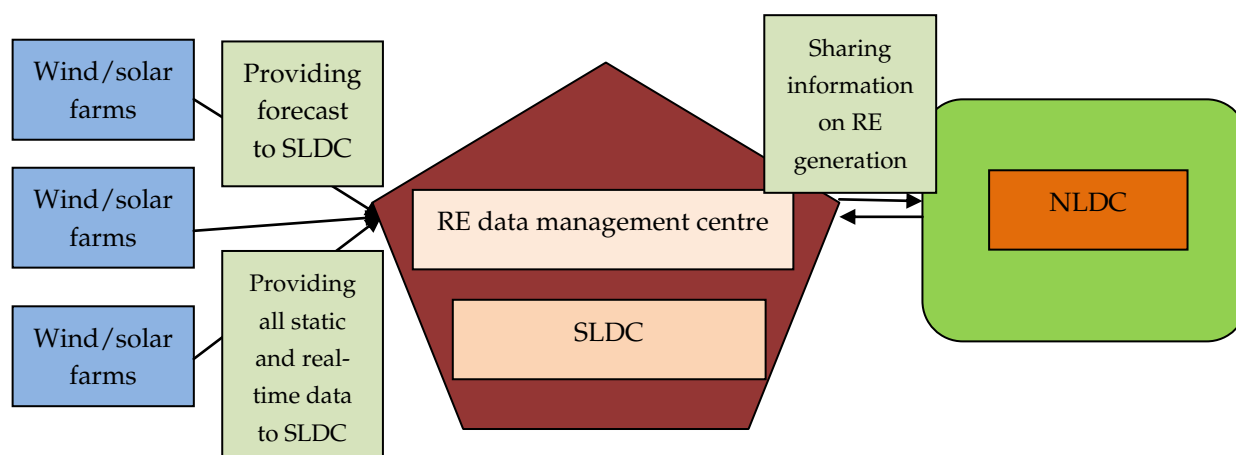 Wind/solar
farms
Wind/solar
farms
Wind/solar
farms
Providing
forecast
to SLDC
Providing
all static
and real-
time data
to SLDC
RE data management centre
SLDC
Sharing
information
on RE
generation
NLDC